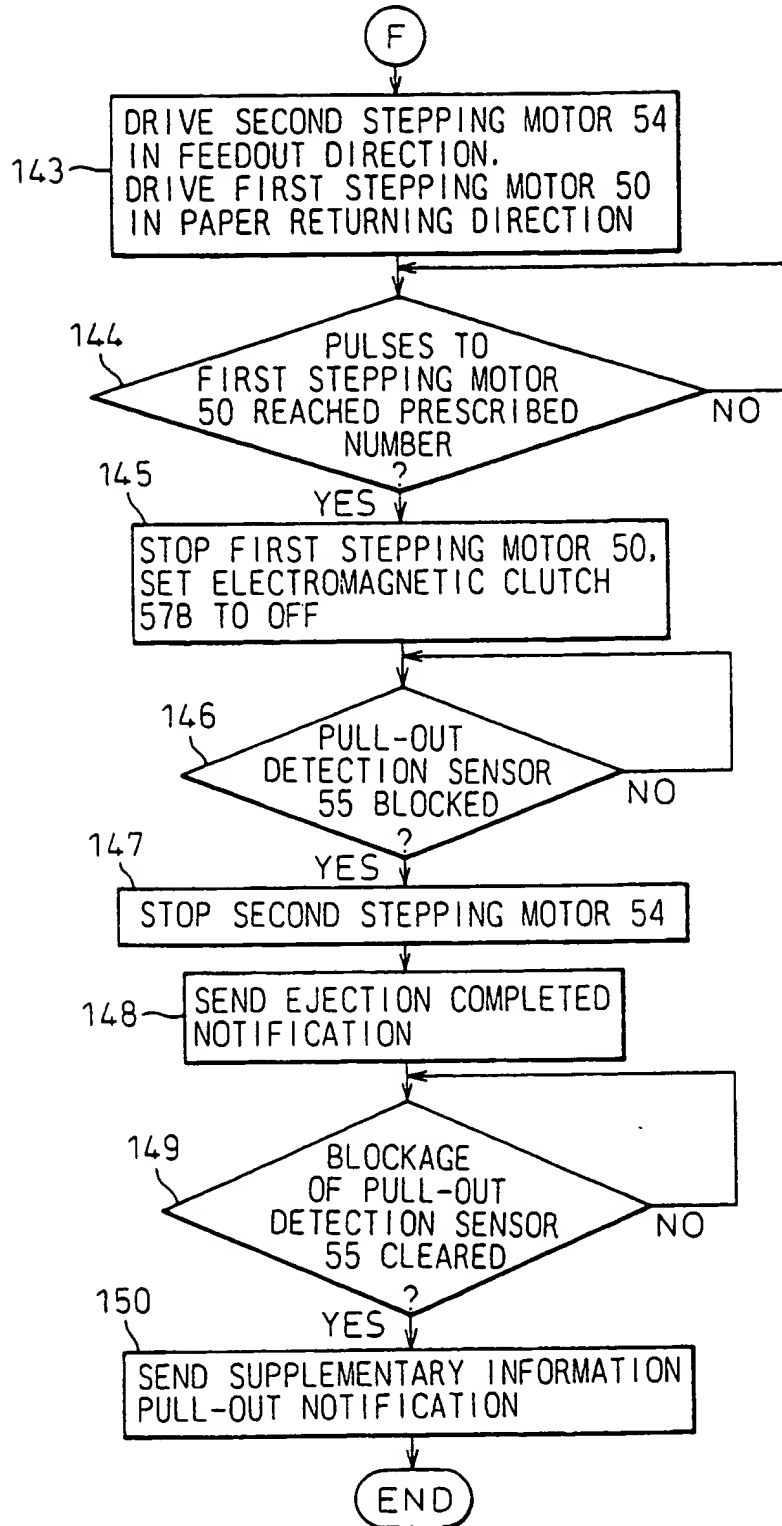 F
143
DRIVE SECOND STEPPING MOTOR 54
IN FEEDOUT DIRECTION.
DRIVE FIRST STEPPING MOTOR 50
IN PAPER RETURNING DIRECTION
144
PULSES TO
FIRST STEPPING MOTOR
50 REACHED PRESCRIBED
NUMBER
?
NO
YES
145
STOP FIRST STEPPING MOTOR 50,
SET ELECTROMAGNETIC CLUTCH
57B TO OFF
146
PULL-OUT
DETECTION SENSOR
55 BLOCKED
?
NO
YES
147
STOP SECOND STEPPING MOTOR 54
148
SEND EJECTION COMPLETED
NOTIFICATION
149
BLOCKAGE
OF PULL-OUT
DETECTION SENSOR
55 CLEARED
?
NO
YES
150
SEND SUPPLEMENTARY INFORMATION
PULL-OUT NOTIFICATION
END